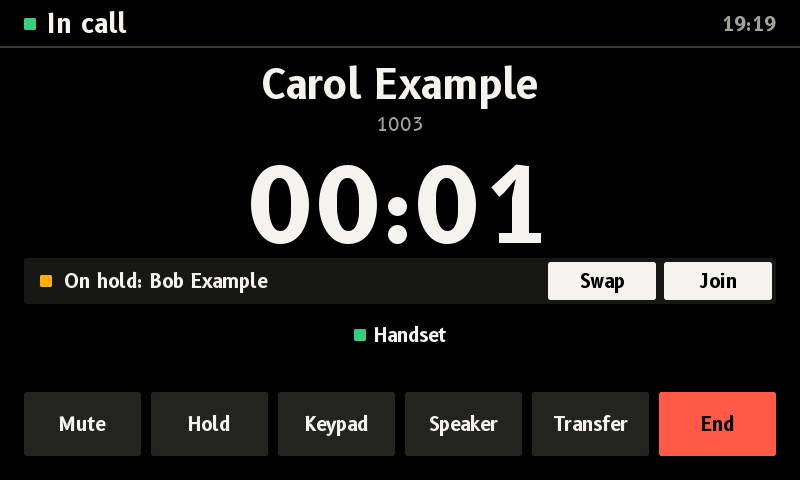 In call
19:19
Carol Example
1003
00:01
On hold: Bob Example
Swap
Join
Handset
Mute
Hold
Keypad
Speaker
Transfer
End